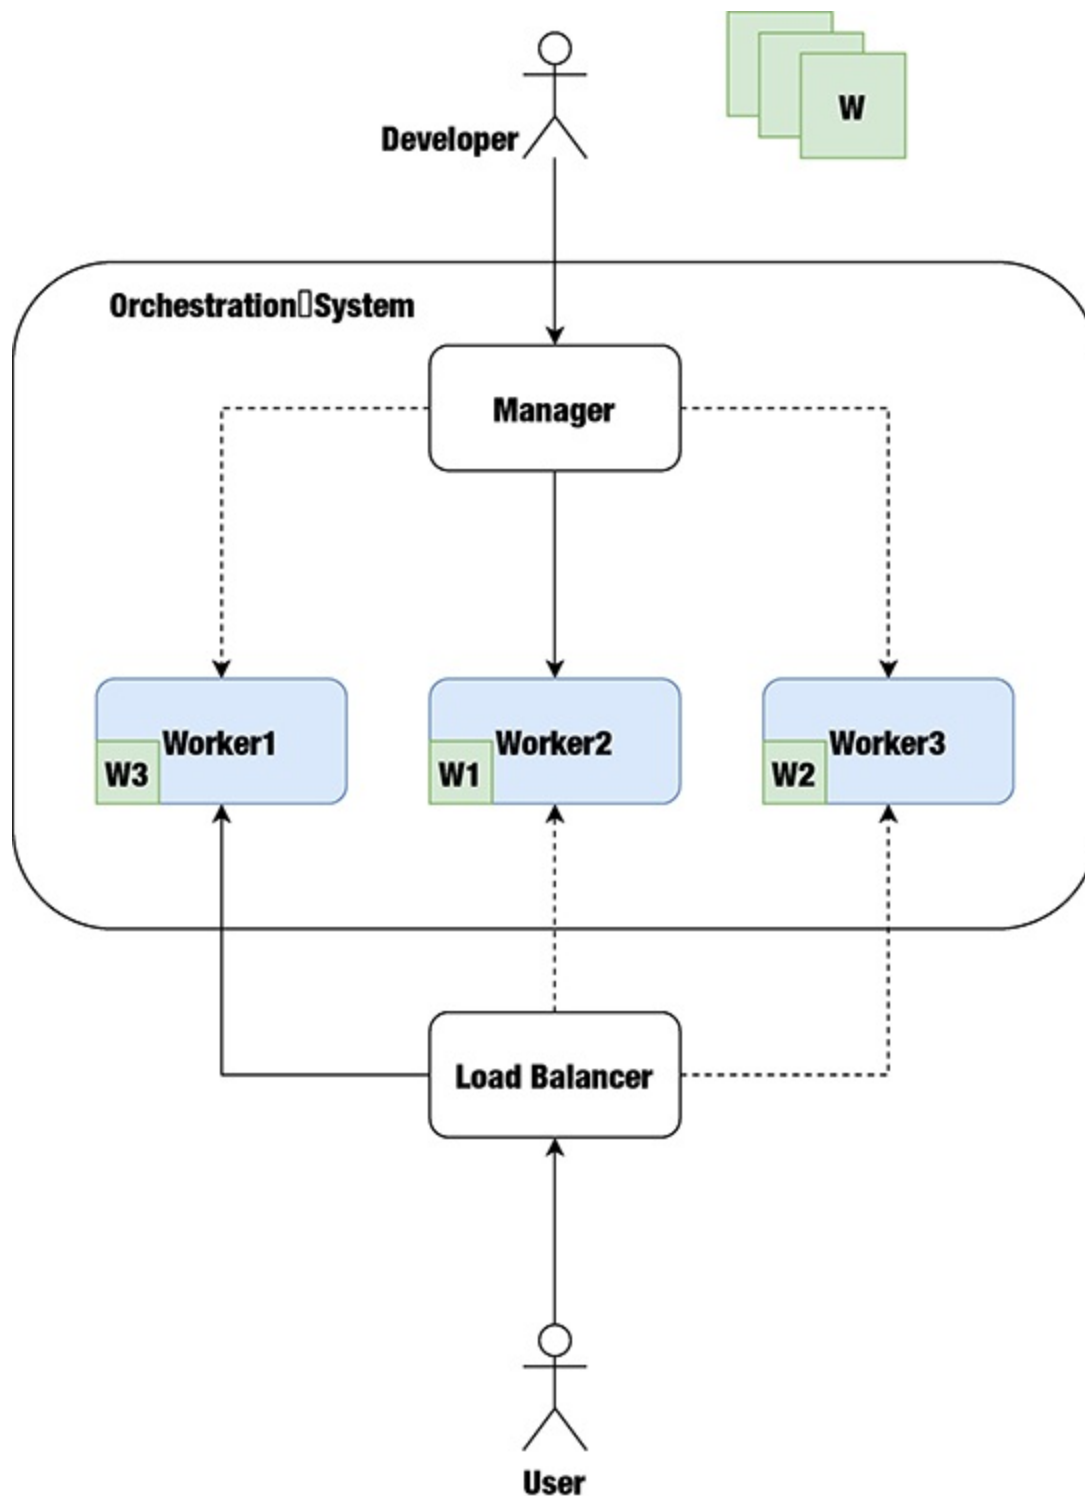 W
Developer
Orchestration▯System
Manager
Worker1
W3
Worker2
W1
Worker3
W2
Load Balancer
User